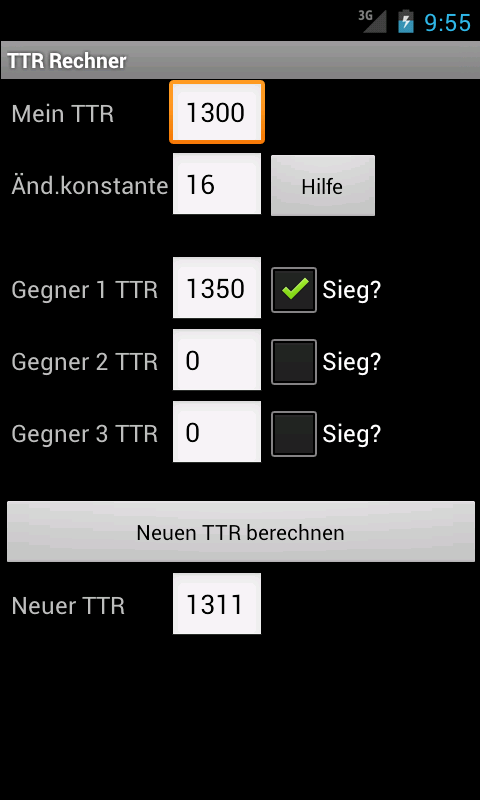 3G 9:55
TTR Rechner
Mein TTR 1300
Änd.konstante 16 Hilfe
Gegner 1 TTR 1350 Sieg?
Gegner 2 TTR 0 Sieg?
Gegner 3 TTR 0 Sieg?
Neuen TTR berechnen
Neuer TTR 1311